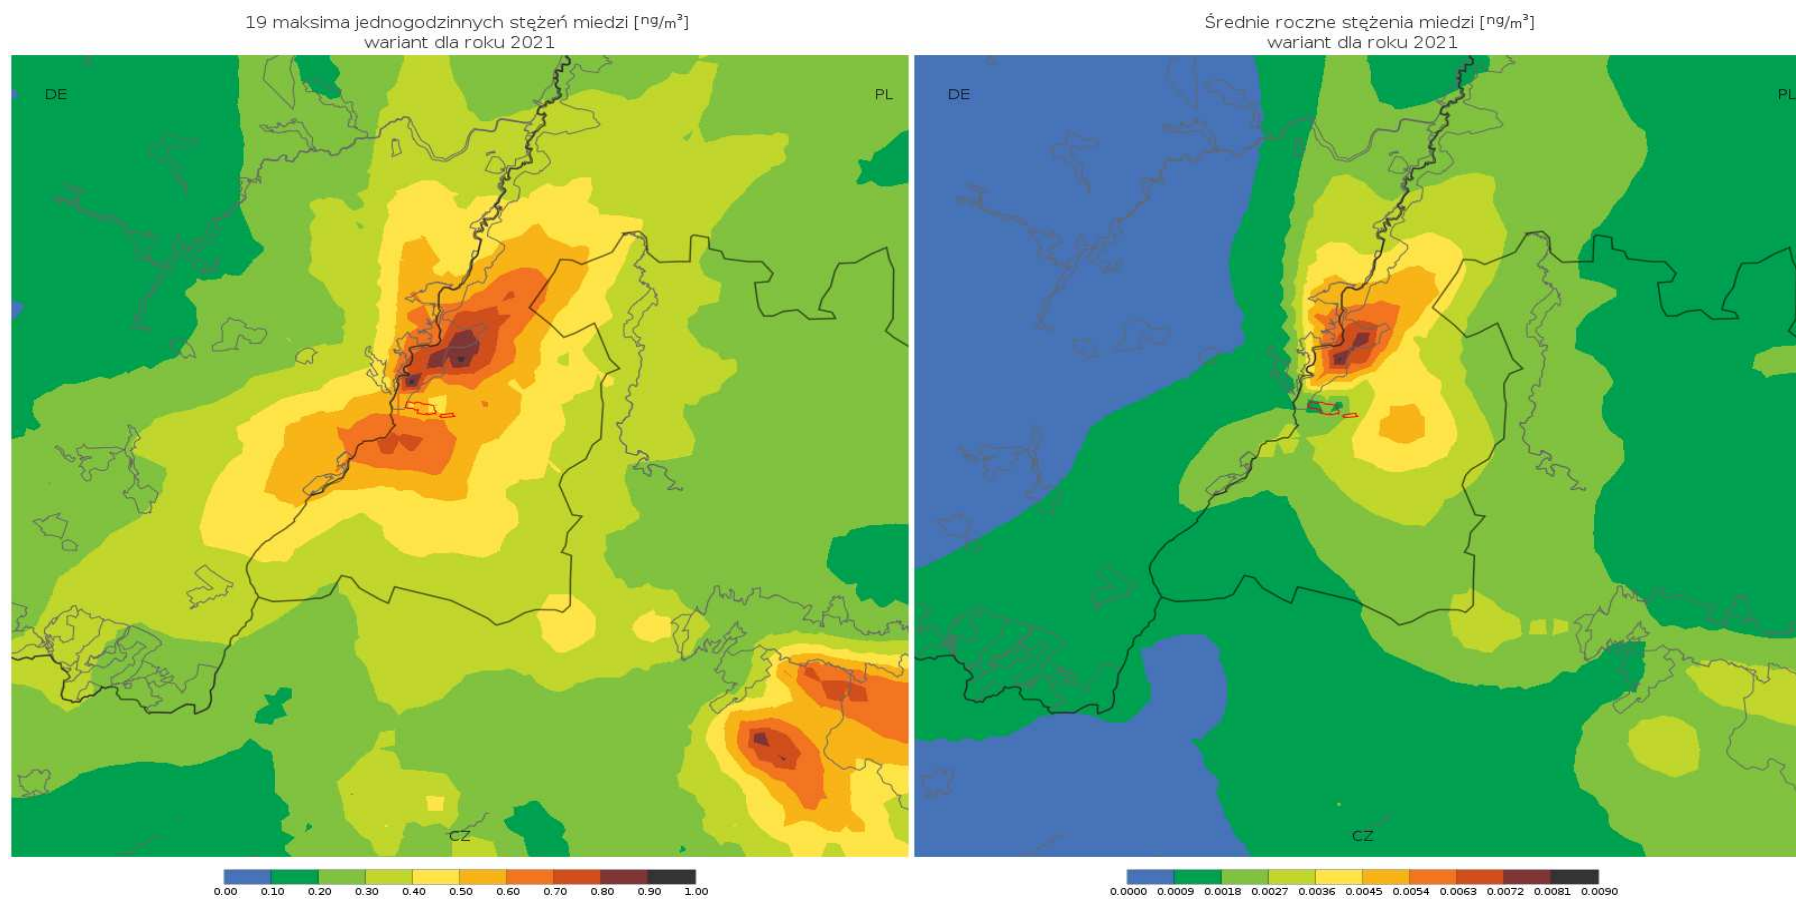 19 maksima jednogodzinnych stężeń miedzi [ng/m³]
wariant dla roku 2021
DE
PL
CZ
0.00 0.10 0.20 0.30 0.40 0.50 0.60 0.70 0.80 0.90 1.00
Średnie roczne stężenia miedzi [ng/m³]
wariant dla roku 2021
DE
PL
CZ
0.0000 0.0009 0.0018 0.0027 0.0036 0.0045 0.0054 0.0063 0.0072 0.0081 0.0090